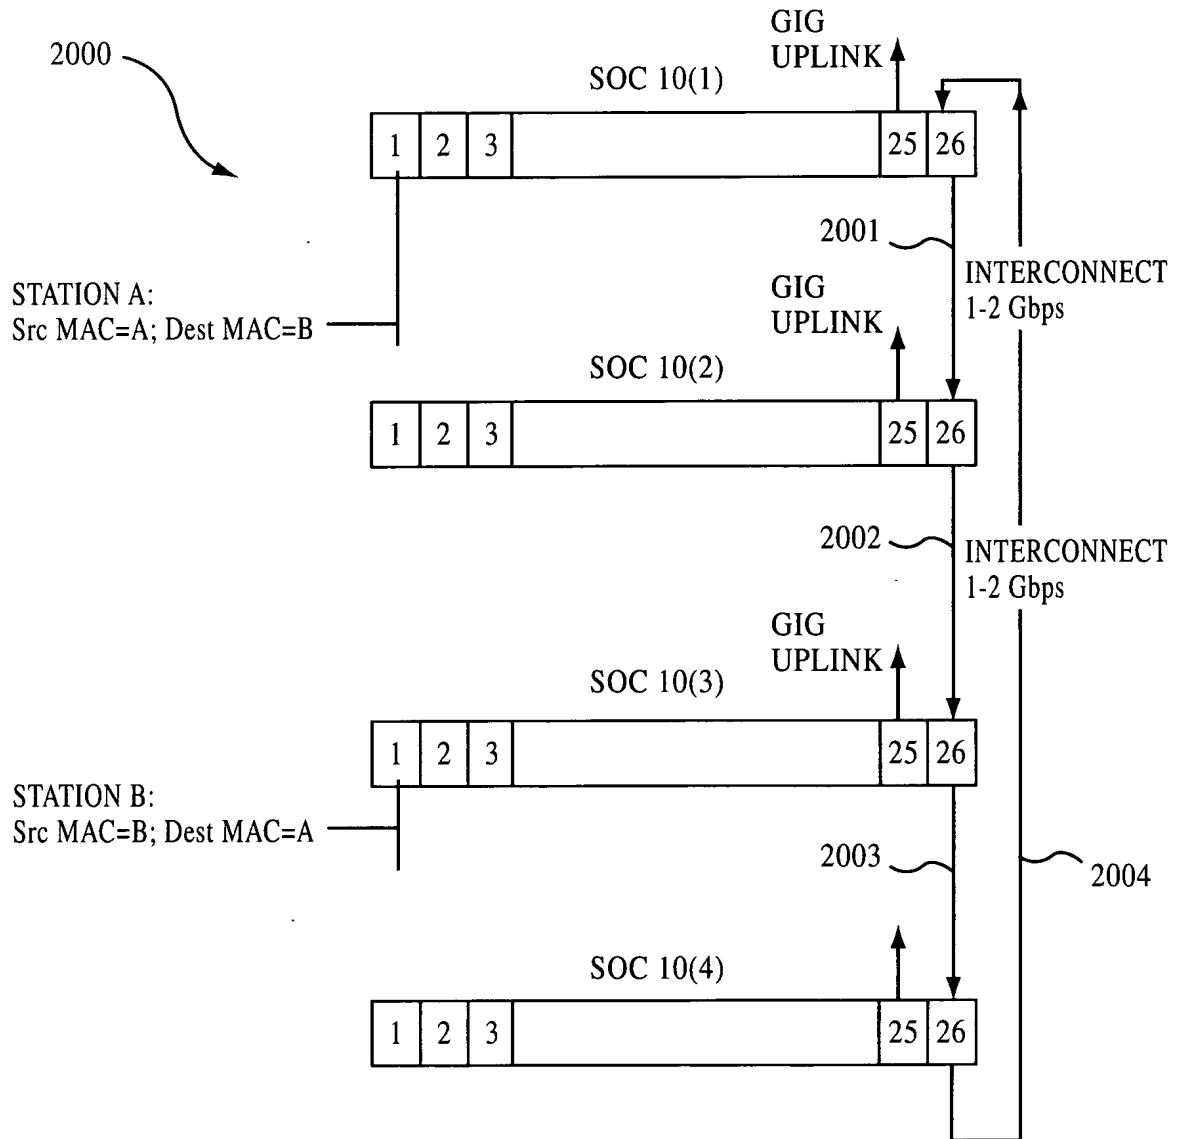 2000
GIG
UPLINK
SOC 10(1)
1 2 3 25 26
2001
INTERCONNECT
1-2 Gbps
STATION A:
Src MAC=A; Dest MAC=B
GIG
UPLINK
SOC 10(2)
1 2 3 25 26
2002
INTERCONNECT
1-2 Gbps
GIG
UPLINK
SOC 10(3)
1 2 3 25 26
STATION B:
Src MAC=B; Dest MAC=A
2003
2004
SOC 10(4)
1 2 3 25 26